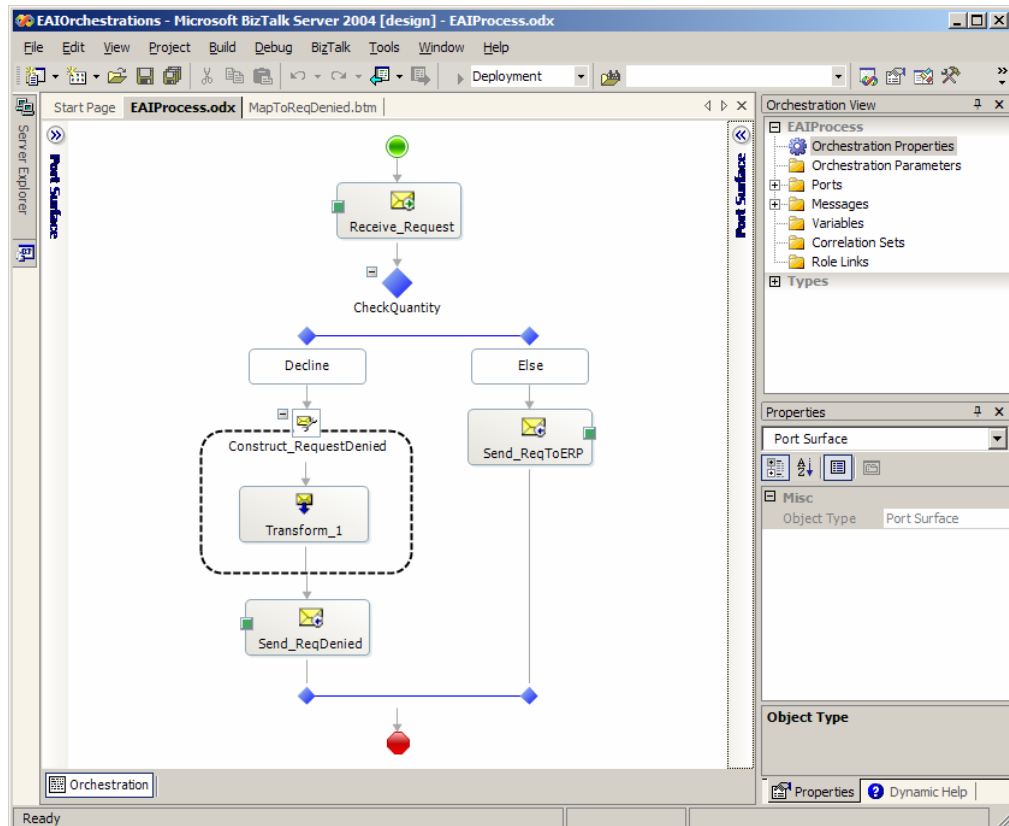 EAIOrchestrations - Microsoft BizTalk Server 2004 [design] - EAIProcess.odx
File Edit View Project Build Debug BizTalk Tools Window Help
Deployment
Start Page EAIProcess.odx MapToReqDenied.btm
Server Explorer
Port Surface
Receive_Request
CheckQuantity
Decline
Else
Construct_RequestDenied
Send_ReqToERP
Transform_1
Send_ReqDenied
Port Surface
Orchestration
Orchestration View
EAIProcess
Orchestration Properties
Orchestration Parameters
Ports
Messages
Variables
Correlation Sets
Role Links
Types
Properties
Port Surface
Misc
Object Type Port Surface
Object Type
Properties Dynamic Help
Ready